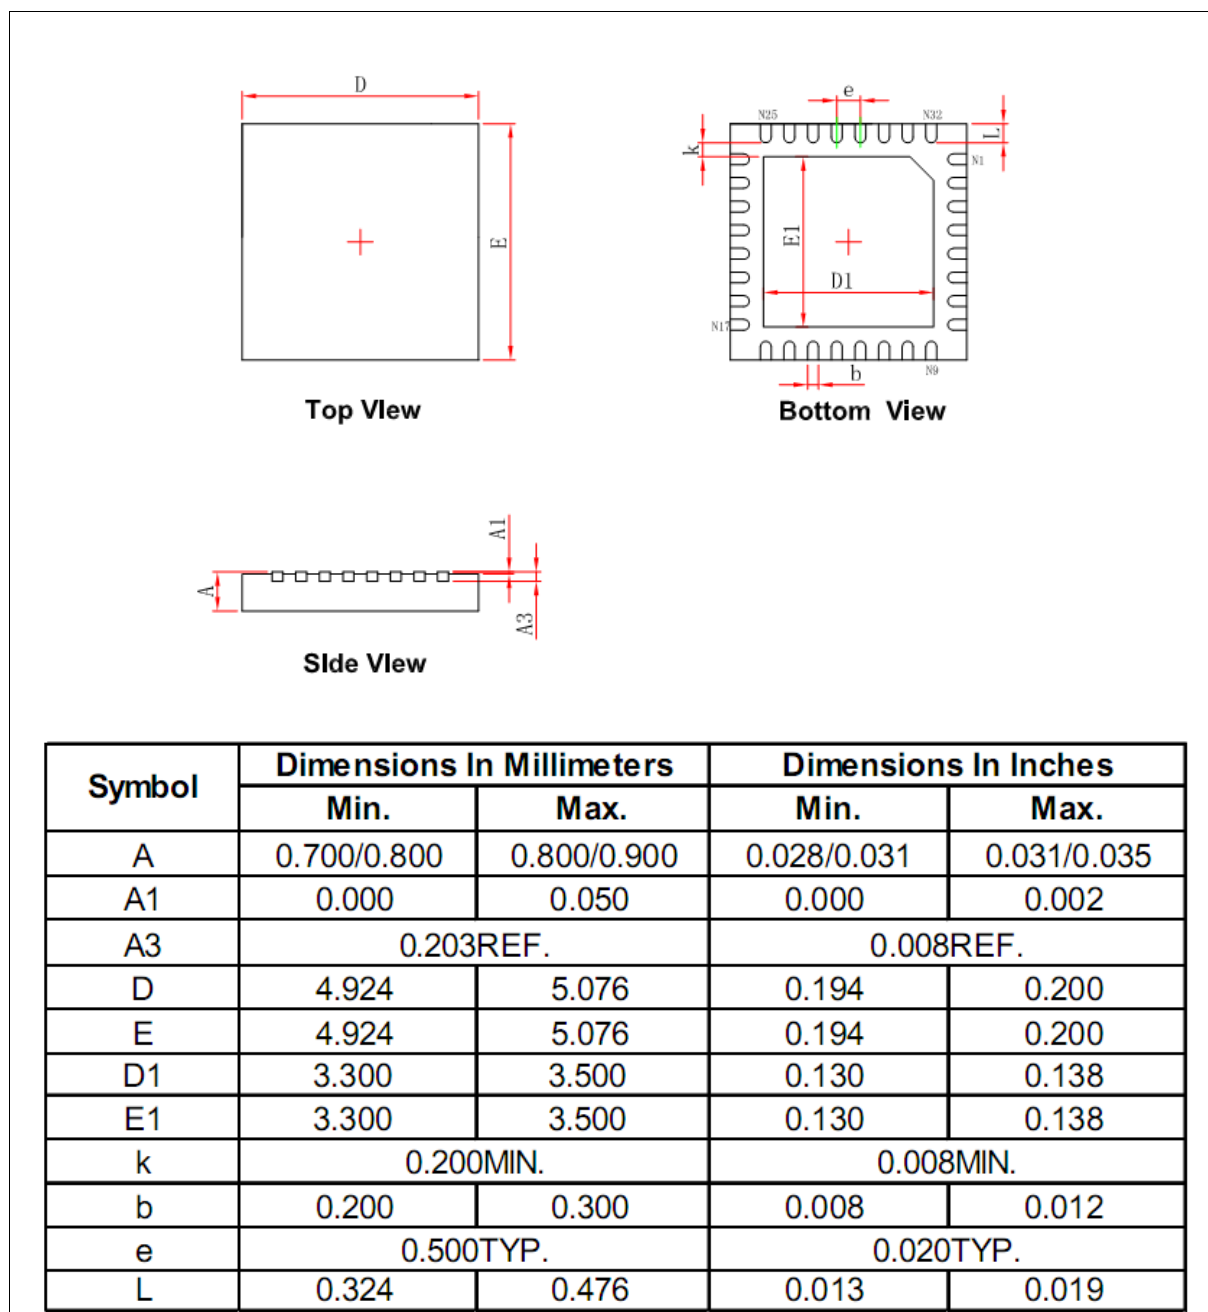 D
E
Top VIew
e
N25
N32
L
k
N1
E1
D1
N17
b
N9
Bottom View
A1
A
A3
SIde VIew
Symbol Dimensions In Millimeters Dimensions In Inches
Min. Max. Min. Max.
A 0.700/0.800 0.800/0.900 0.028/0.031 0.031/0.035
A1 0.000 0.050 0.000 0.002
A3 0.203REF. 0.008REF.
D 4.924 5.076 0.194 0.200
E 4.924 5.076 0.194 0.200
D1 3.300 3.500 0.130 0.138
E1 3.300 3.500 0.130 0.138
k 0.200MIN. 0.008MIN.
b 0.200 0.300 0.008 0.012
e 0.500TYP. 0.020TYP.
L 0.324 0.476 0.013 0.019